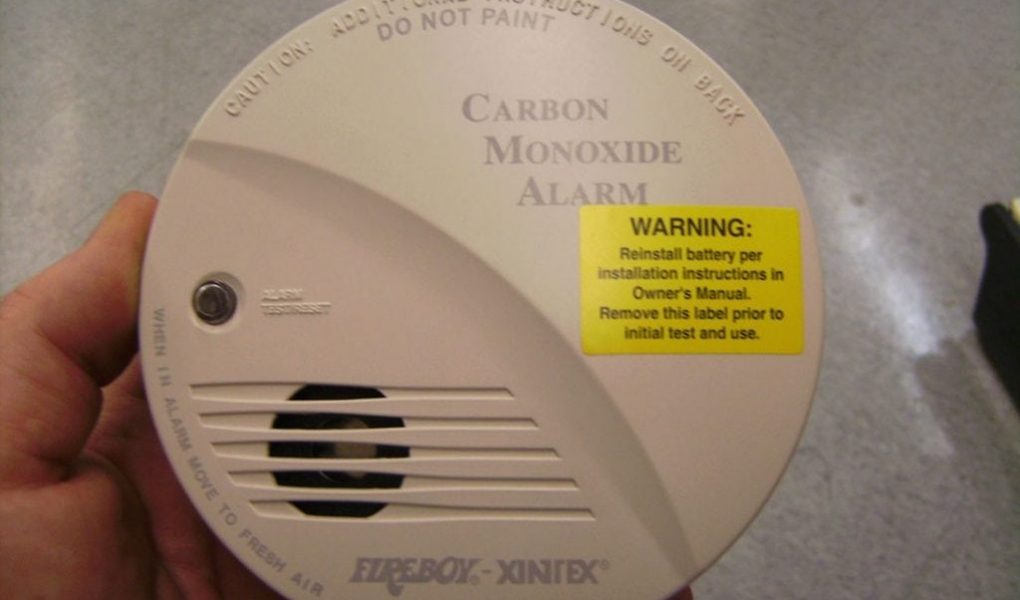 CAUTION: ADDITIONAL INSTRUCTIONS ON BACK
DO NOT PAINT
CARBON
MONOXIDE
ALARM
WARNING:
Reinstall battery per
installation instructions in
Owner's Manual.
Remove this label prior to
initial test and use.
ALARM
TEST/RESET
WHEN IN ALARM MOVE TO FRESH AIR
FIREBOY® - XINTEX®